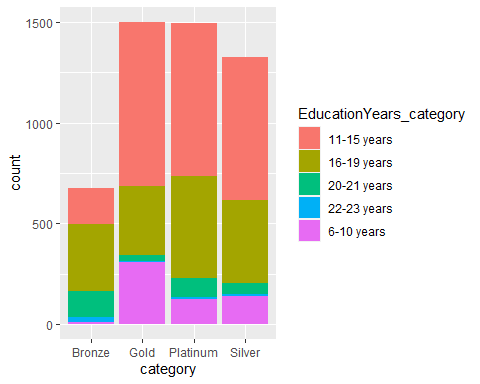 1500
1000
500
0
count
Bronze Gold Platinum Silver
category
EducationYears_category
11-15 years
16-19 years
20-21 years
22-23 years
6-10 years